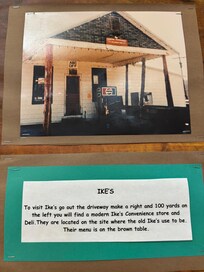 IKE'S
To visit Ike's go out the driveway make a right and 100 yards on
the left you will find a modern Ike's Convenience store and
Deli. They are located on the site where the old Ike's use to be.
Their menu is on the brown table.